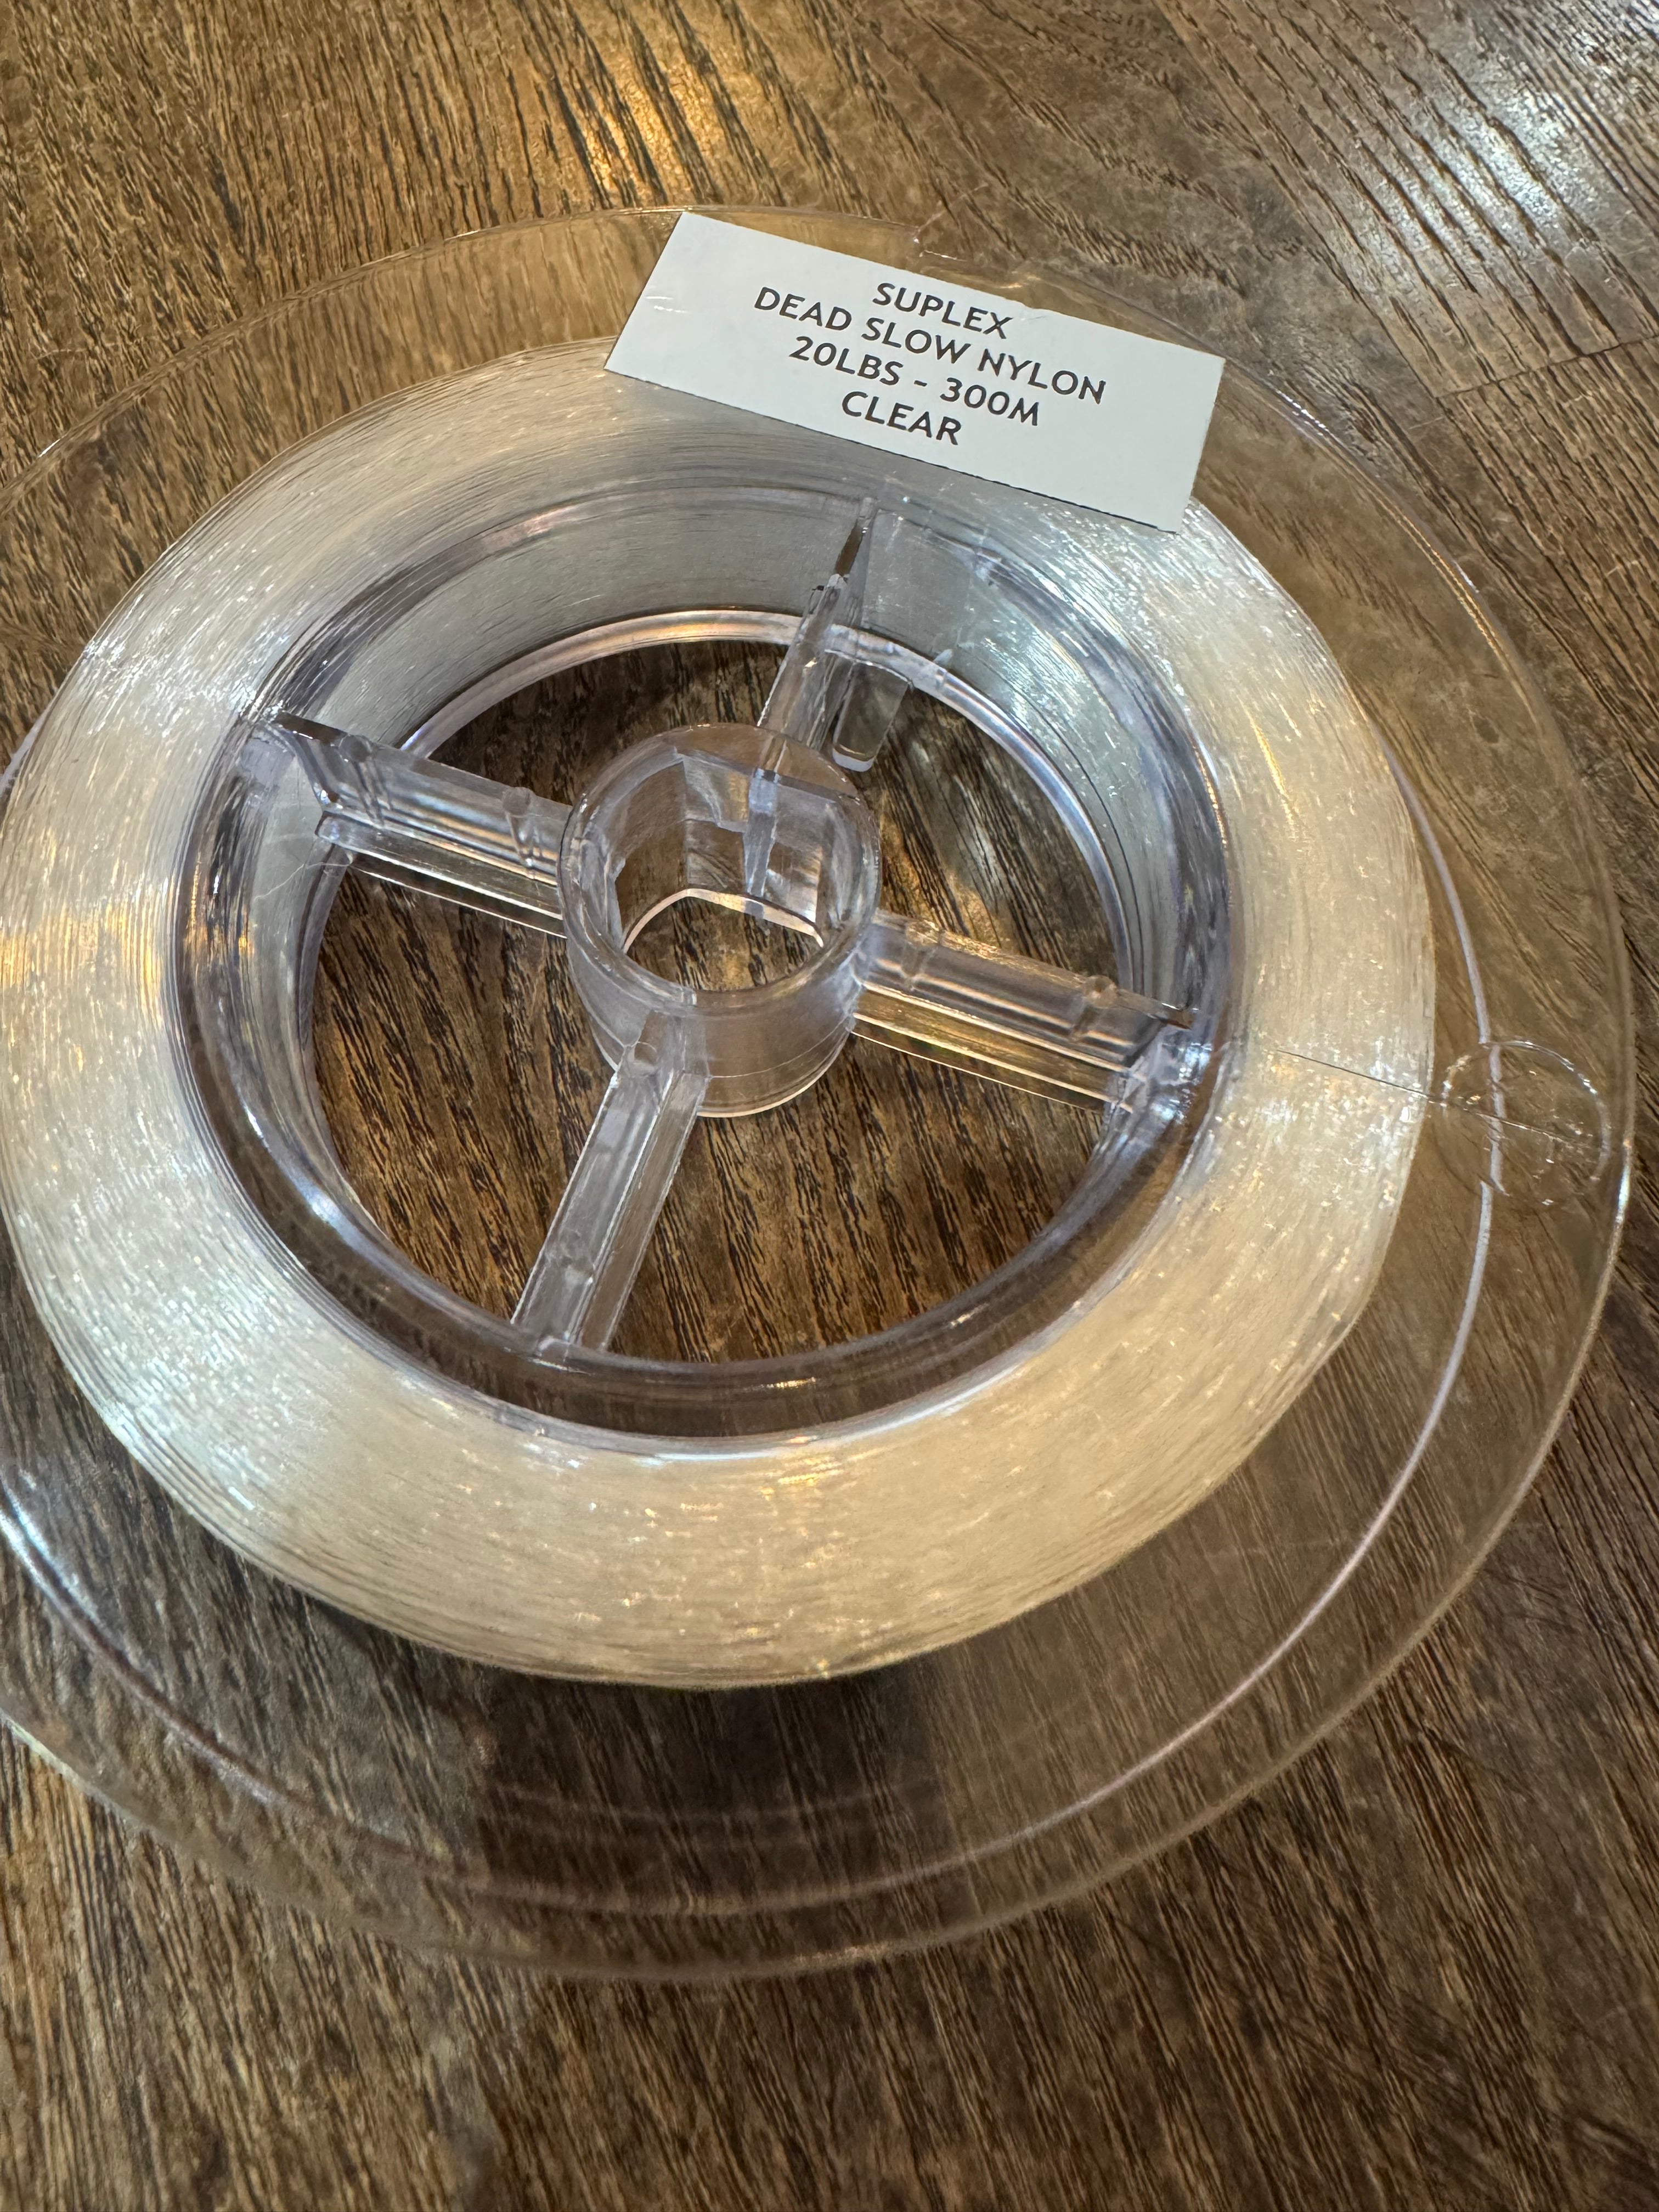 SUPLEX
DEAD SLOW NYLON
20LBS - 300M
CLEAR